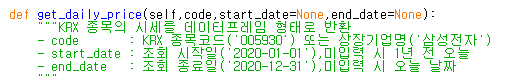 def get_daily_price(self,code,start_date=None,end_date=None):
"""KRX 종목의 시세를 데이터프레임 형태로 반환
- code : KRX 종목코드('005930') 또는 상장기업명('삼성전자')
- start_date : 조회 시작일('2020-01-01'),미입력 시 1년 전 오늘
- end_date : 조회 종료일('2020-12-31'),미입력 시 오늘 날짜
"""